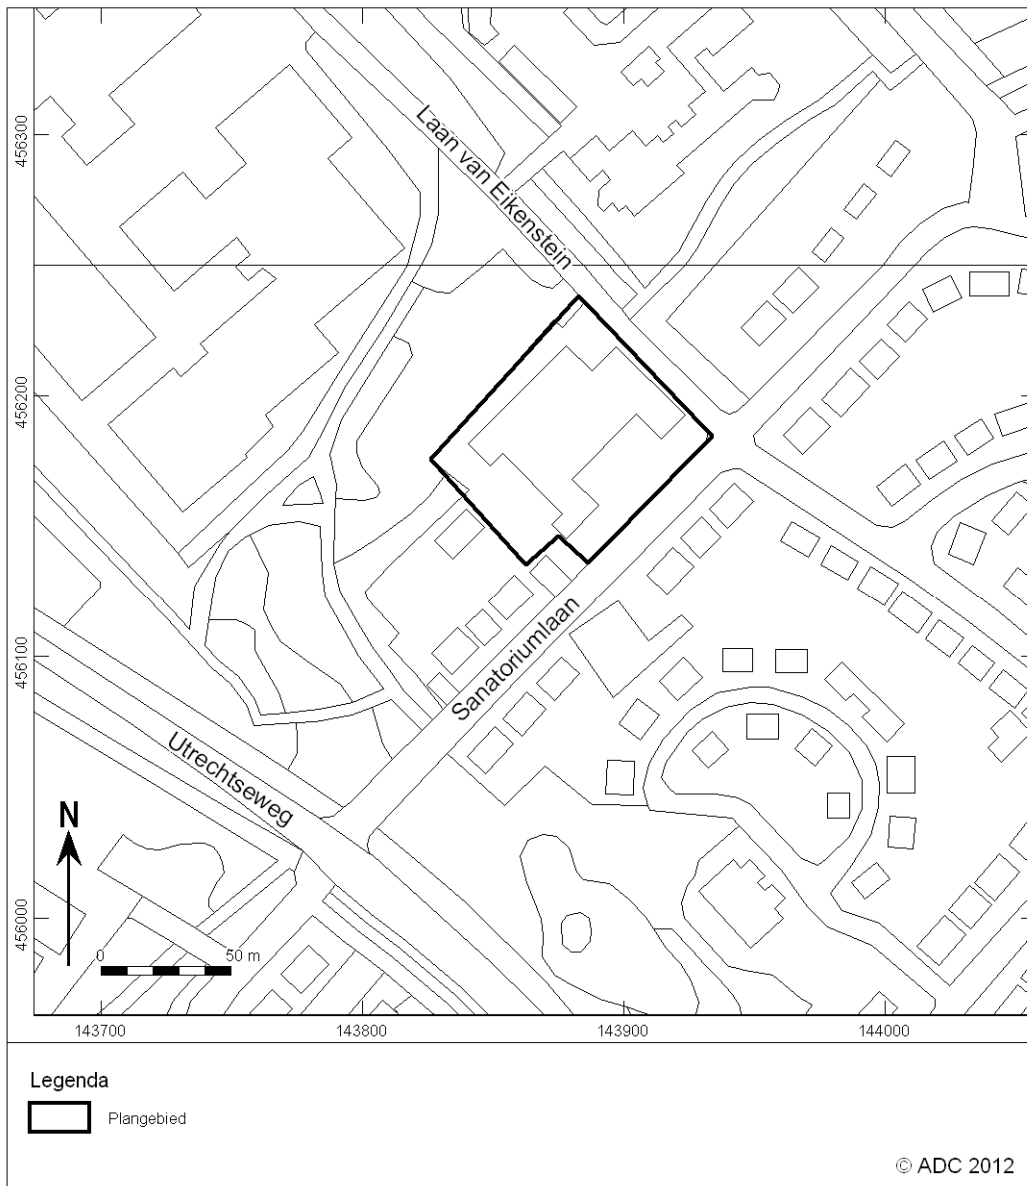 456300
Laan van Eikenstein
456200
456100
Sanatoriumlaan
Utrechtseweg
N
456000
0 50 m
143700 143800 143900 144000
Legenda
Plangebied
© ADC 2012